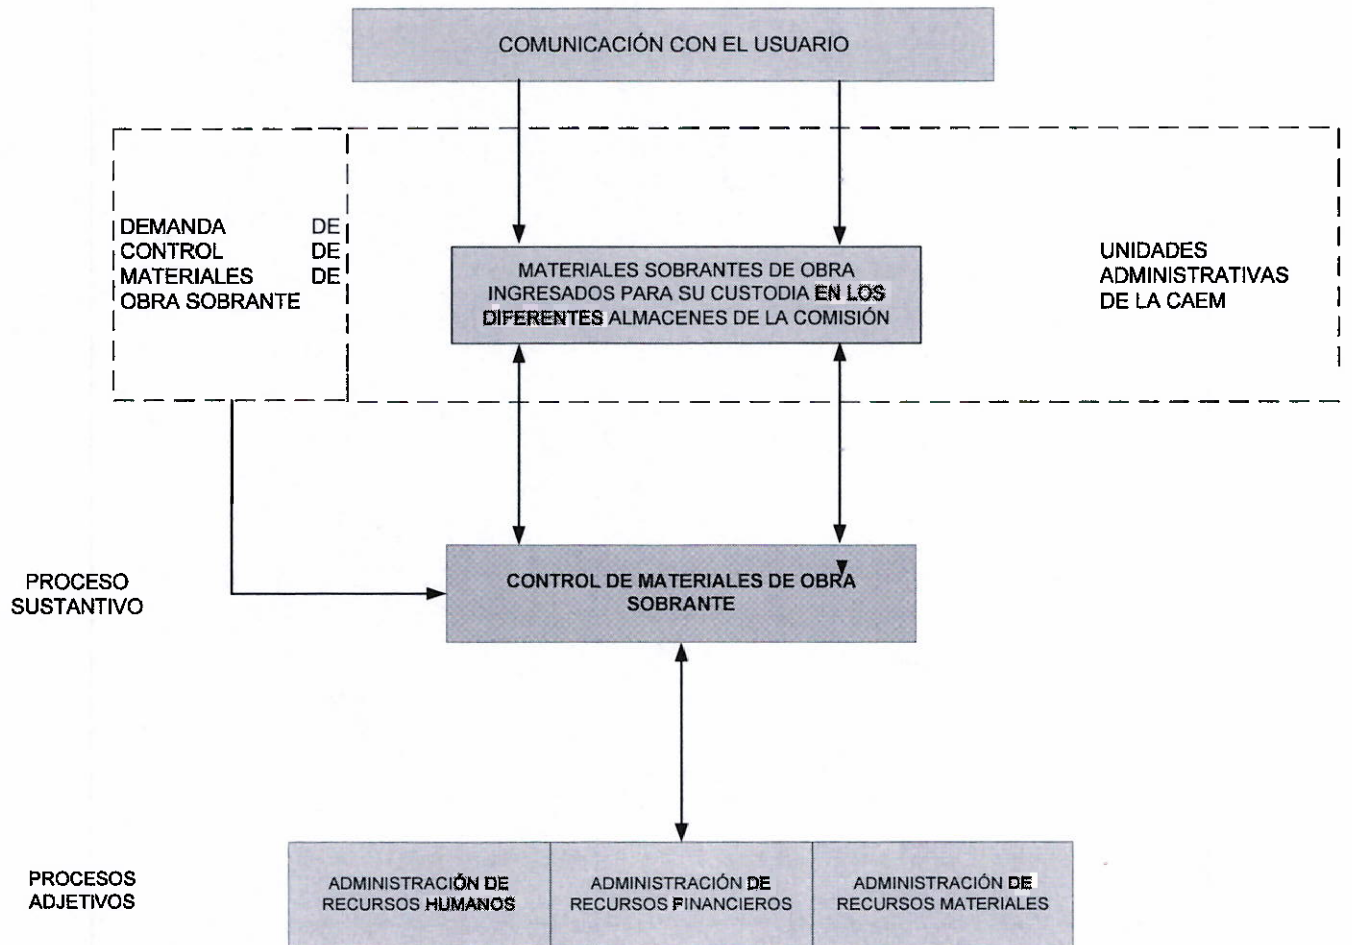 COMUNICACIÓN CON EL USUARIO
DEMANDA DE
CONTROL DE
MATERIALES DE
OBRA SOBRANTE
MATERIALES SOBRANTES DE OBRA
INGRESADOS PARA SU CUSTODIA EN LOS
DIFERENTES ALMACENES DE LA COMISIÓN
UNIDADES
ADMINISTRATIVAS
DE LA CAEM
PROCESO
SUSTANTIVO
CONTROL DE MATERIALES DE OBRA
SOBRANTE
PROCESOS
ADJETIVOS
ADMINISTRACIÓN DE
RECURSOS HUMANOS
ADMINISTRACIÓN DE
RECURSOS FINANCIEROS
ADMINISTRACIÓN DE
RECURSOS MATERIALES